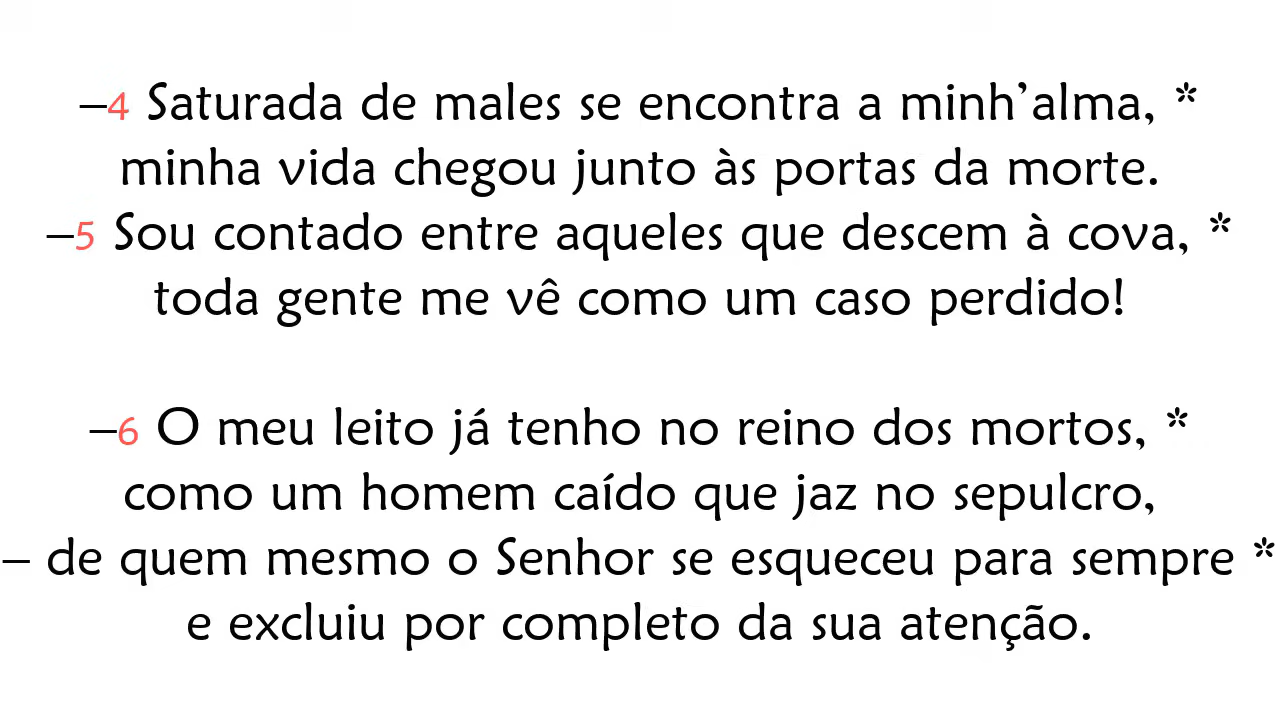 –4 Saturada de males se encontra a minh’alma, *
minha vida chegou junto às portas da morte.
–5 Sou contado entre aqueles que descem à cova, *
toda gente me vê como um caso perdido!
–6 O meu leito já tenho no reino dos mortos, *
como um homem caído que jaz no sepulcro,
– de quem mesmo o Senhor se esqueceu para sempre *
e excluiu por completo da sua atenção.